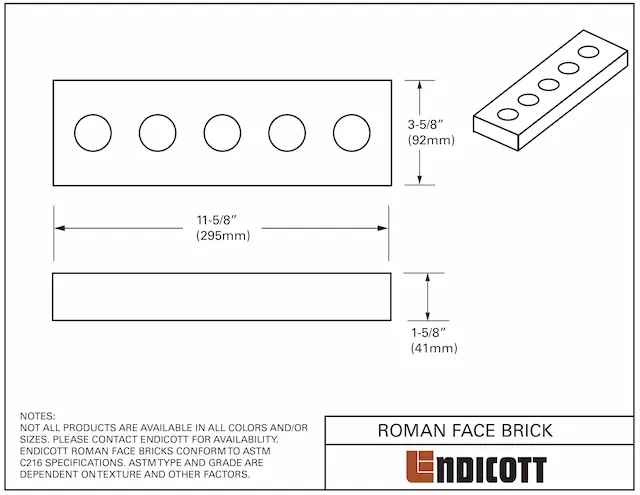 3-5/8"
(92mm)
11-5/8"
(295mm)
1-5/8"
(41mm)
NOTES:
NOT ALL PRODUCTS ARE AVAILABLE IN ALL COLORS AND/OR
SIZES. PLEASE CONTACT ENDICOTT FOR AVAILABILITY.
ENDICOTT ROMAN FACE BRICKS CONFORM TO ASTM
C216 SPECIFICATIONS. ASTM TYPE AND GRADE ARE
DEPENDENT ON TEXTURE AND OTHER FACTORS.
ROMAN FACE BRICK
ENDICOTT